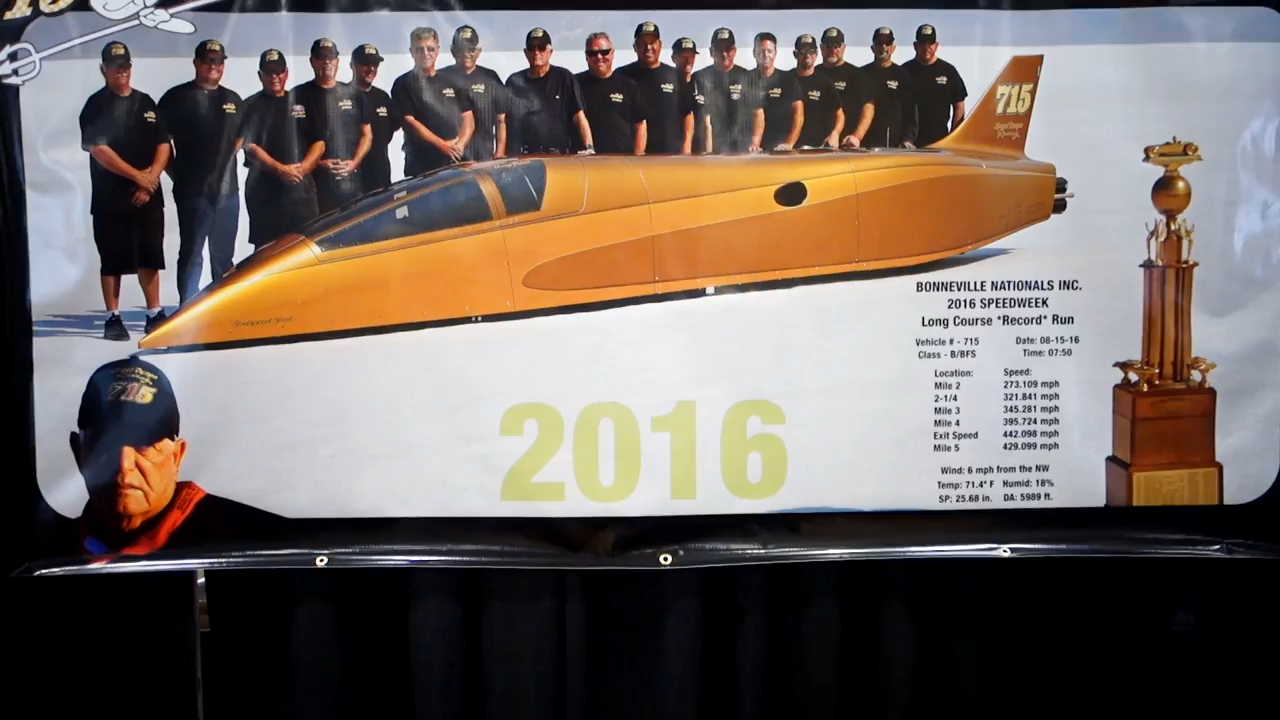 715
Speed Demon
Racing
BONNEVILLE NATIONALS INC.
2016 SPEEDWEEK
Long Course *Record* Run
Vehicle # - 715 Date: 08-15-16
Class - B/BFS Time: 07:50
Location: Speed:
Mile 2 273.109 mph
2-1/4 321.841 mph
Mile 3 345.281 mph
Mile 4 395.724 mph
Exit Speed 442.098 mph
Mile 5 429.099 mph
Wind: 6 mph from the NW
Temp: 71.4° F Humid: 18%
SP: 25.68 in. DA: 5989 ft.
715
2016